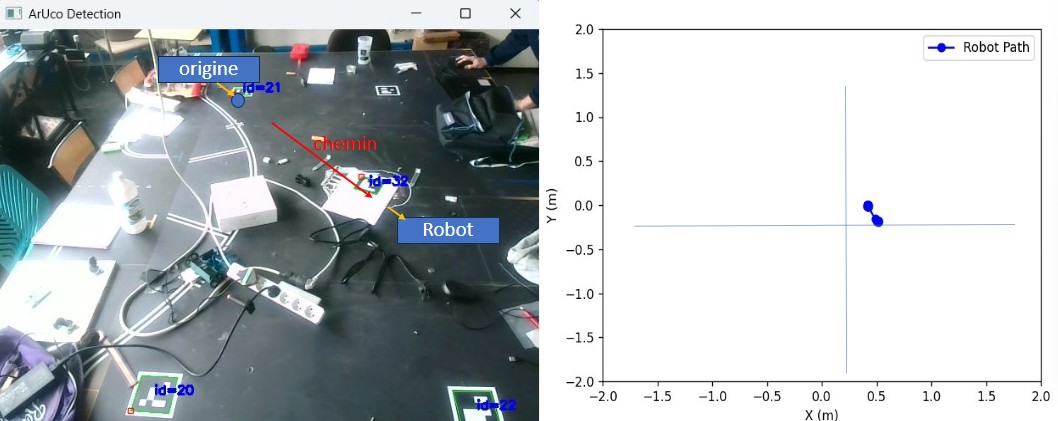 ArUco Detection
origine
id=21
chemin
id=32
Robot
id=20
id=22
Robot Path
2.0
1.5
1.0
0.5
0.0
−0.5
−1.0
−1.5
−2.0
Y (m)
−2.0 −1.5 −1.0 −0.5 0.0 0.5 1.0 1.5 2.0
X (m)